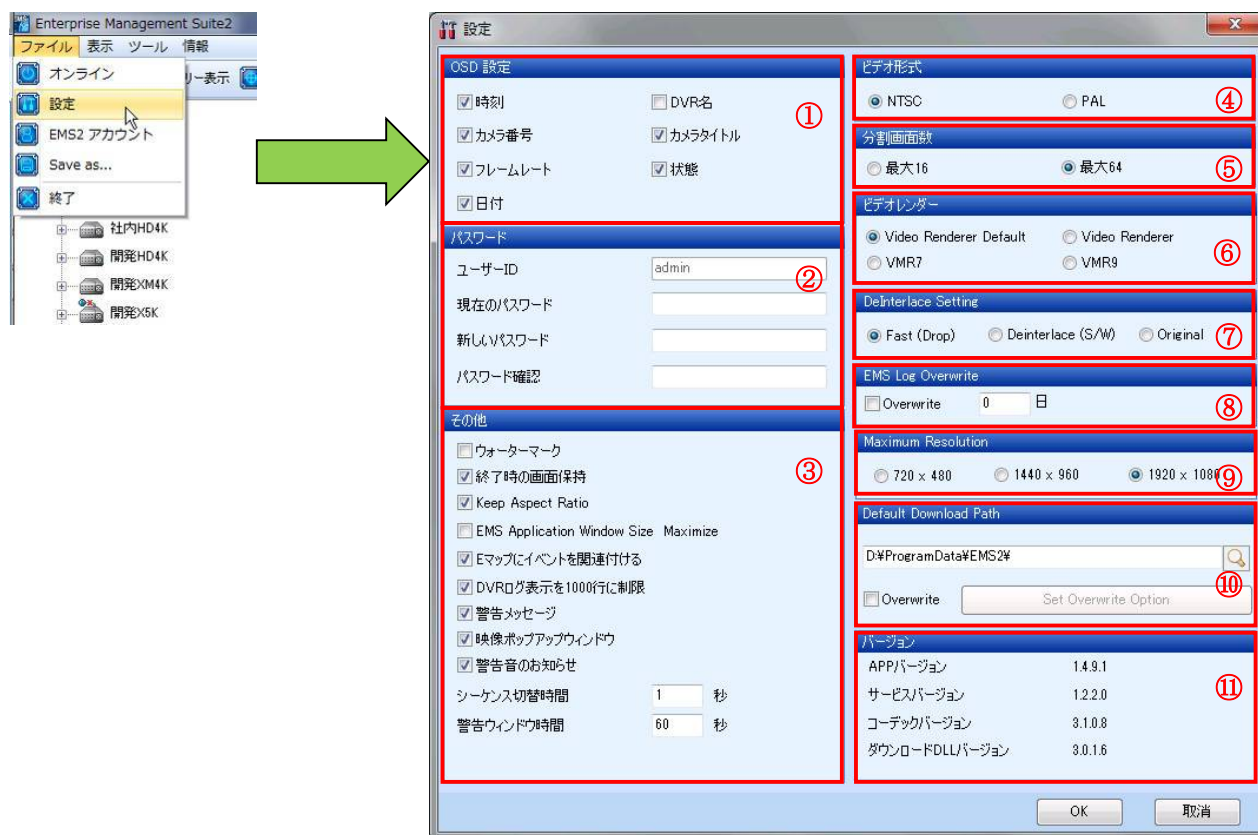 Enterprise Management Suite2
ファイル 表示 ツール 情報
オンライン
リー表示
設定
EMS2 アカウント
Save as...
終了
社内HD4K
開発HD4K
開発XM4K
開発X5K
設定
OSD 設定
①
時刻
DVR名
カメラ番号
カメラタイトル
フレームレート
状態
日付
パスワード
②
ユーザーID
admin
現在のパスワード
新しいパスワード
パスワード確認
その他
③
ウォーターマーク
終了時の画面保持
Keep Aspect Ratio
EMS Application Window Size Maximize
Eマップにイベントを関連付ける
DVRログ表示を1000行に制限
警告メッセージ
映像ポップアップウィンドウ
警告音のお知らせ
シーケンス切替時間 1 秒
警告ウィンドウ時間 60 秒
ビデオ形式
NTSC PAL ④
分割画面数
最大16 最大64 ⑤
ビデオレンダー
Video Renderer Default Video Renderer
VMR7 VMR9 ⑥
DeInterlace Setting
Fast (Drop) Deinterlace (S/W) Original ⑦
EMS Log Overwrite
Overwrite 0 日 ⑧
Maximum Resolution
720 x 480 1440 x 960 1920 x 1080 ⑨
Default Download Path
D:¥ProgramData¥EMS2¥
Overwrite Set Overwrite Option ⑩
バージョン
APPバージョン 1.4.9.1
サービスバージョン 1.2.2.0 ⑪
コーデックバージョン 3.1.0.8
ダウンロードDLLバージョン 3.0.1.6
OK 取消